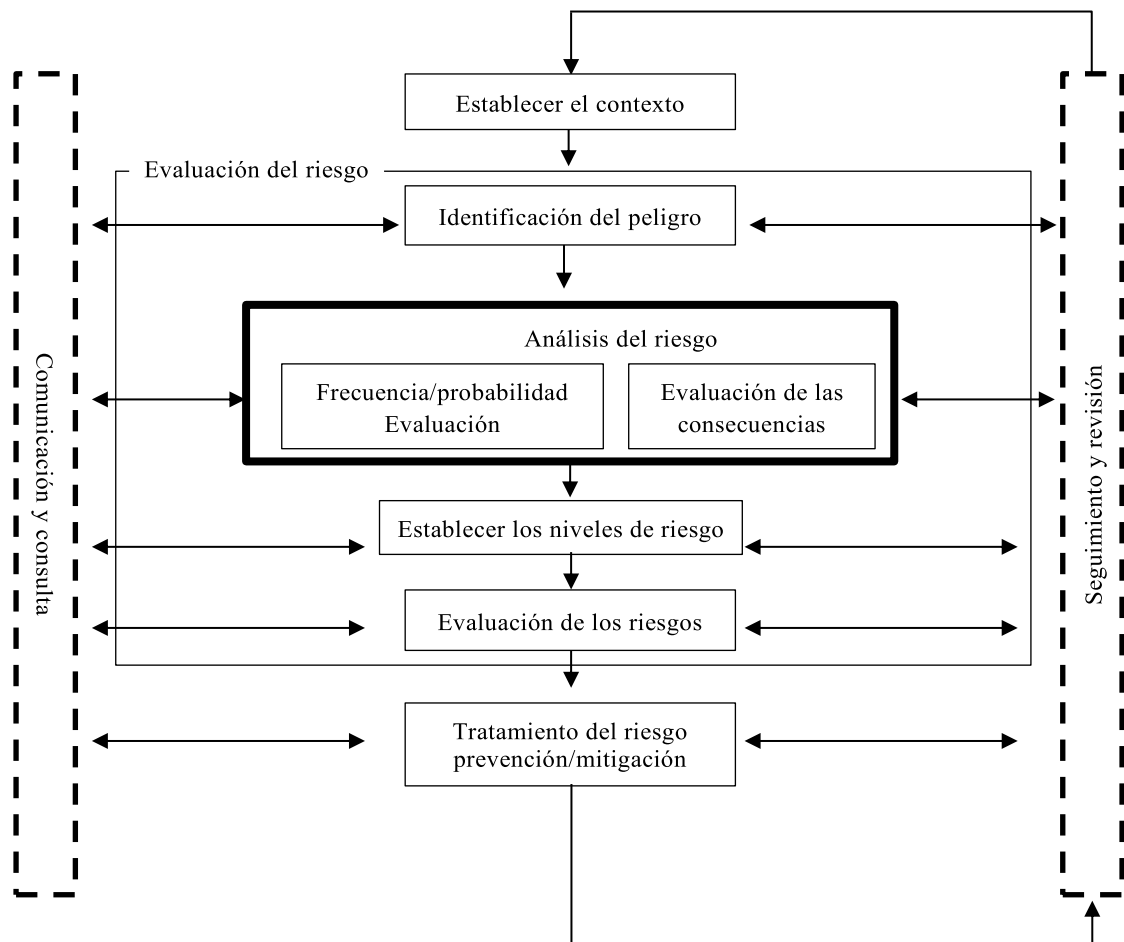 Establecer el contexto
Evaluación del riesgo
Identificación del peligro
Análisis del riesgo
Frecuencia/probabilidad
Evaluación
Evaluación de las
consecuencias
Establecer los niveles de riesgo
Evaluación de los riesgos
Tratamiento del riesgo
prevención/mitigación
Comunicación y consulta
Seguimiento y revisión